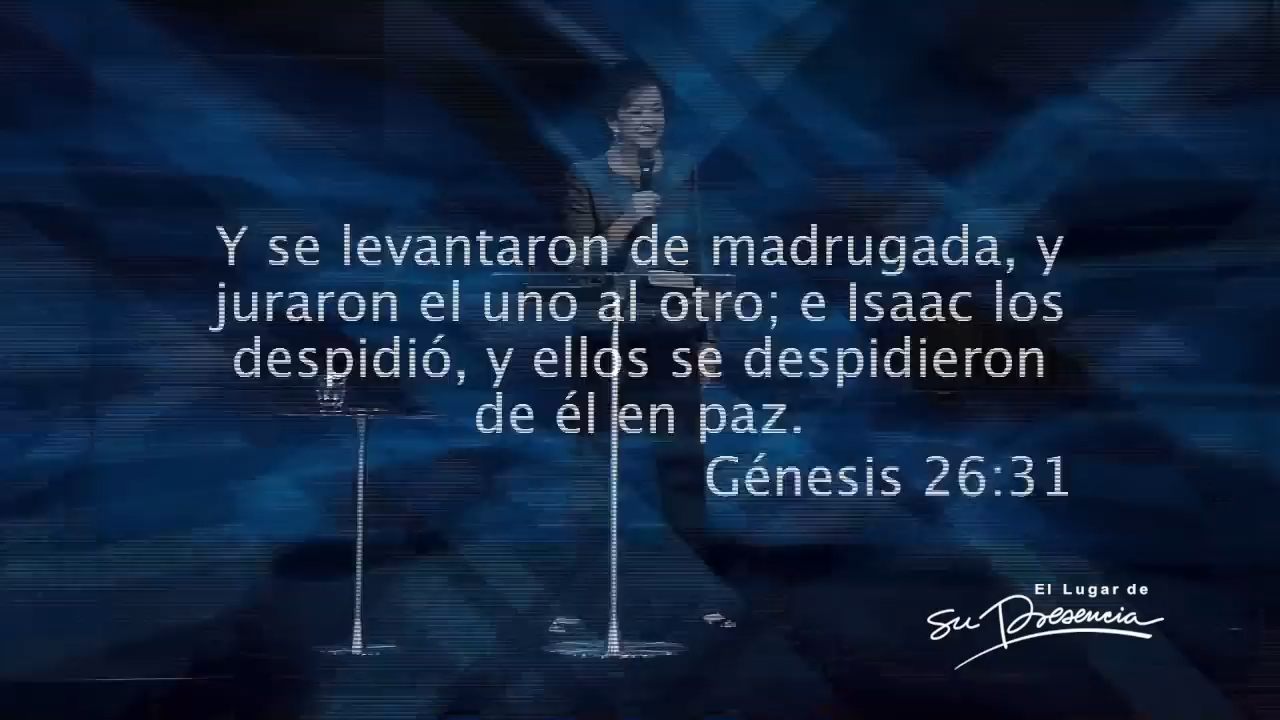 Y se levantaron de madrugada, y
juraron el uno al otro; e Isaac los
despidió, y ellos se despidieron
de él en paz.
Génesis 26:31
El Lugar de
Su Presencia